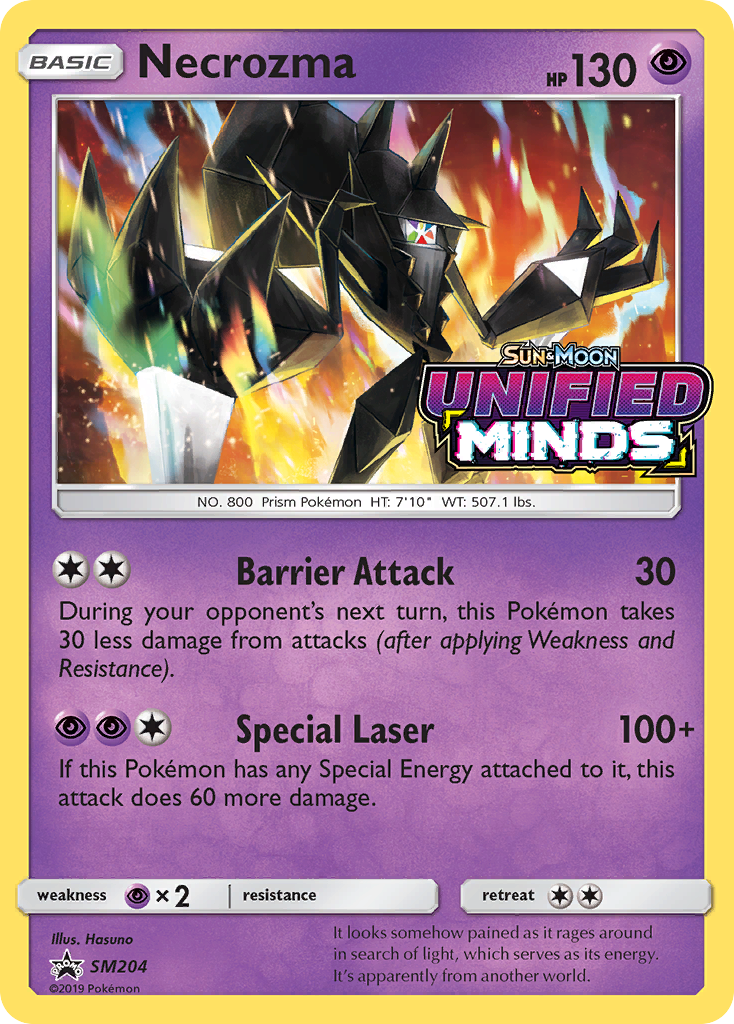 BASIC Necrozma HP 130
SUN & MOON
UNIFIED
MINDS
NO. 800 Prism Pokémon HT: 7'10" WT: 507.1 lbs.
Barrier Attack 30
During your opponent's next turn, this Pokémon takes
30 less damage from attacks (after applying Weakness and
Resistance).
Special Laser 100+
If this Pokémon has any Special Energy attached to it, this
attack does 60 more damage.
weakness × 2 resistance retreat
Illus. Hasuno
PROMO SM204
©2019 Pokémon
It looks somehow pained as it rages around
in search of light, which serves as its energy.
It's apparently from another world.